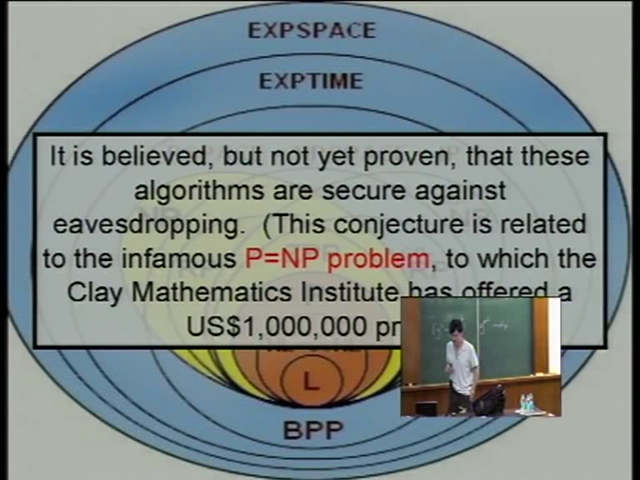 EXPSPACE
EXPTIME
It is believed, but not yet proven, that these
algorithms are secure against
eavesdropping. (This conjecture is related
to the infamous P=NP problem, to which the
Clay Mathematics Institute has offered a
US$1,000,000
L
BPP